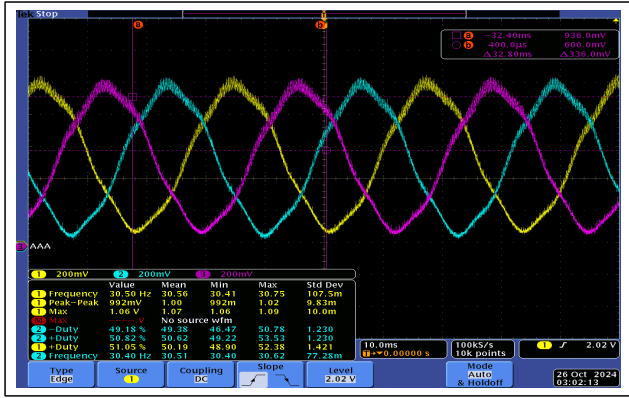 Tek Stop
a
b
a -32.40ms 936.0mV
b -400.0µs 600.0mV
Δ32.80ms Δ336.0mV
3 AAA
1 200mV 2 200mV 3 200mV
Value Mean Min Max Std Dev
1 Frequency 30.50 Hz 30.56 30.41 30.75 107.5m
1 Peak-Peak 992mV 1.00 992m 1.02 9.83m
1 Max 1.06 V 1.07 1.06 1.09 10.0m
Max -.--- V No source wfm
2 -Duty 49.18 % 49.38 46.47 50.78 1.230
2 +Duty 50.82 % 50.62 49.22 53.53 1.230
1 +Duty 51.05 % 50.19 48.90 52.38 1.421
2 Frequency 30.40 Hz 30.51 30.40 30.62 77.28m
10.0ms
T→▼0.00000 s
100kS/s
10k points
1 2.02 V
Type
Edge
Source
1
Coupling
DC
Slope
Level
2.02 V
Mode
Auto
& Holdoff
26 Oct 2024
03:02:13